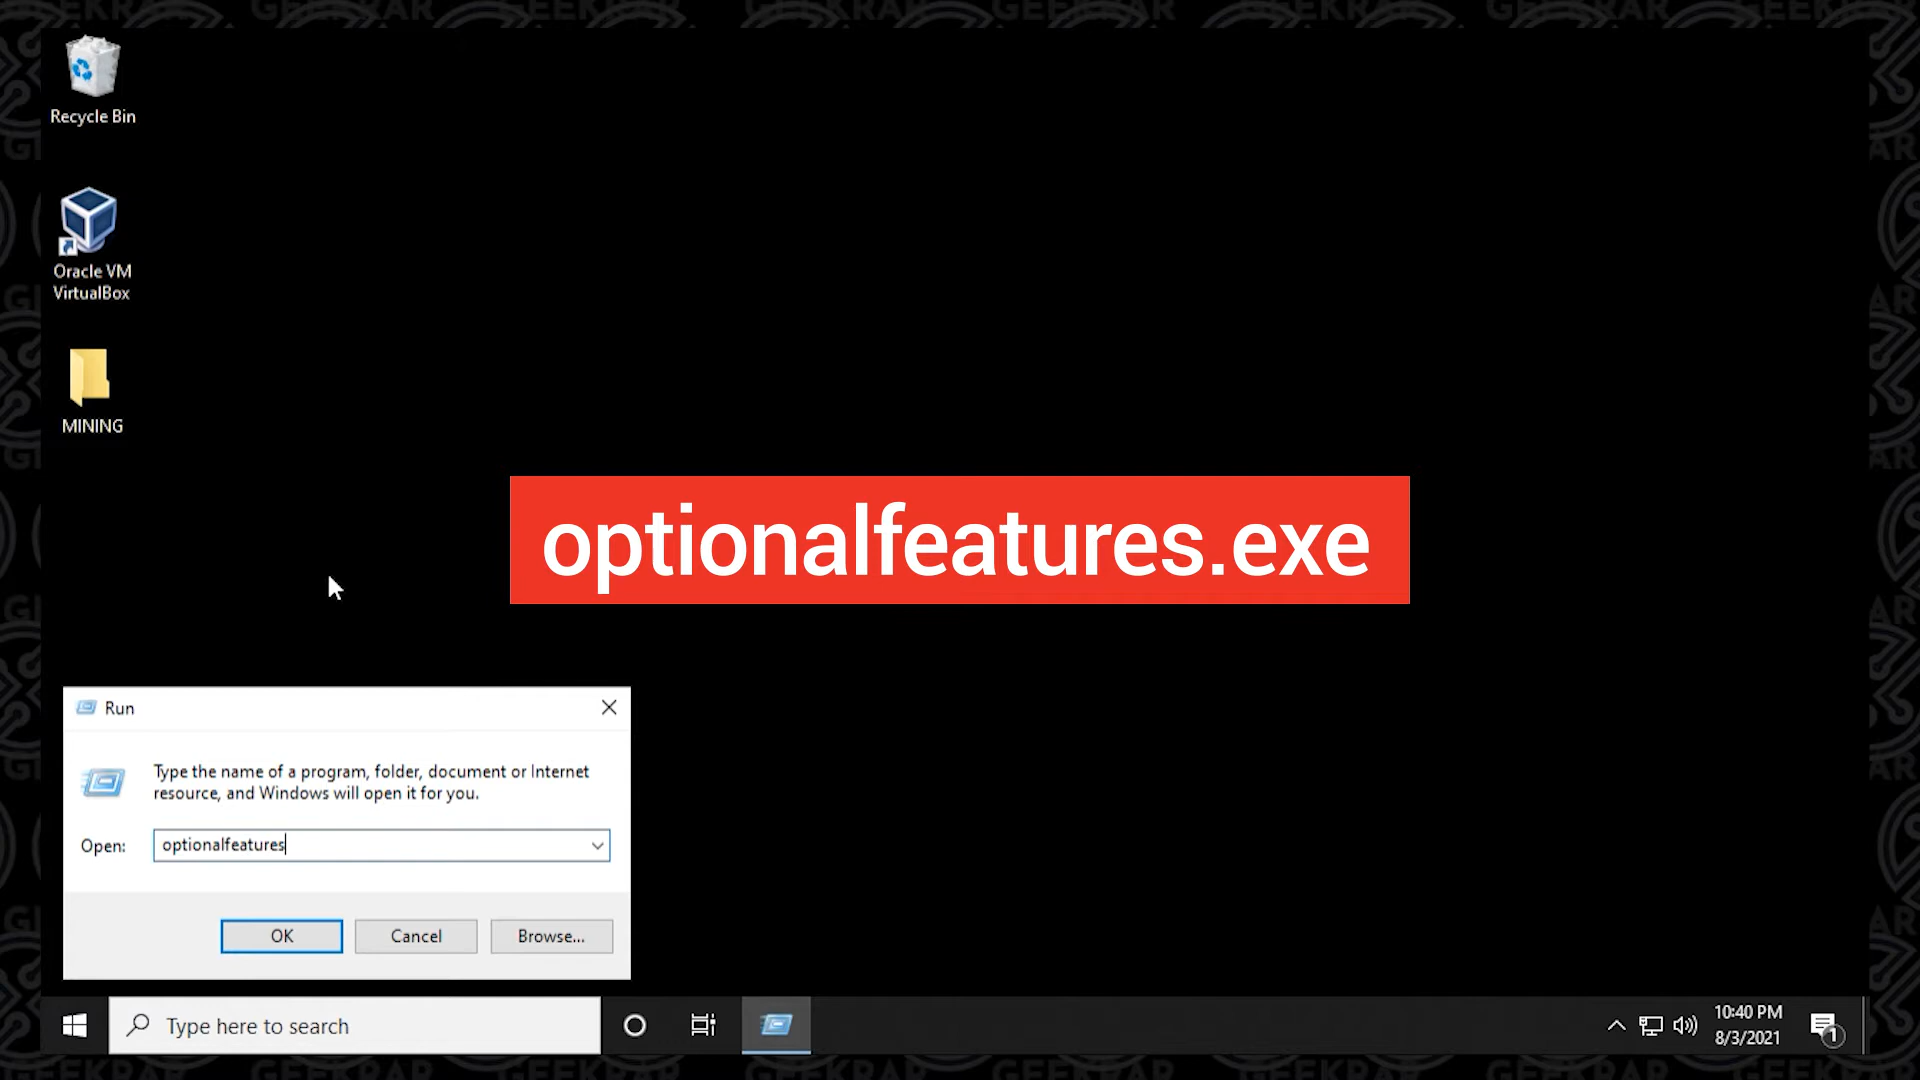 Recycle Bin
Oracle VM
VirtualBox
MINING
optionalfeatures.exe
Run
Type the name of a program, folder, document or Internet
resource, and Windows will open it for you.
Open:
optionalfeatures
OK
Cancel
Browse...
Type here to search
10:40 PM
8/3/2021
1
GEEKRAR